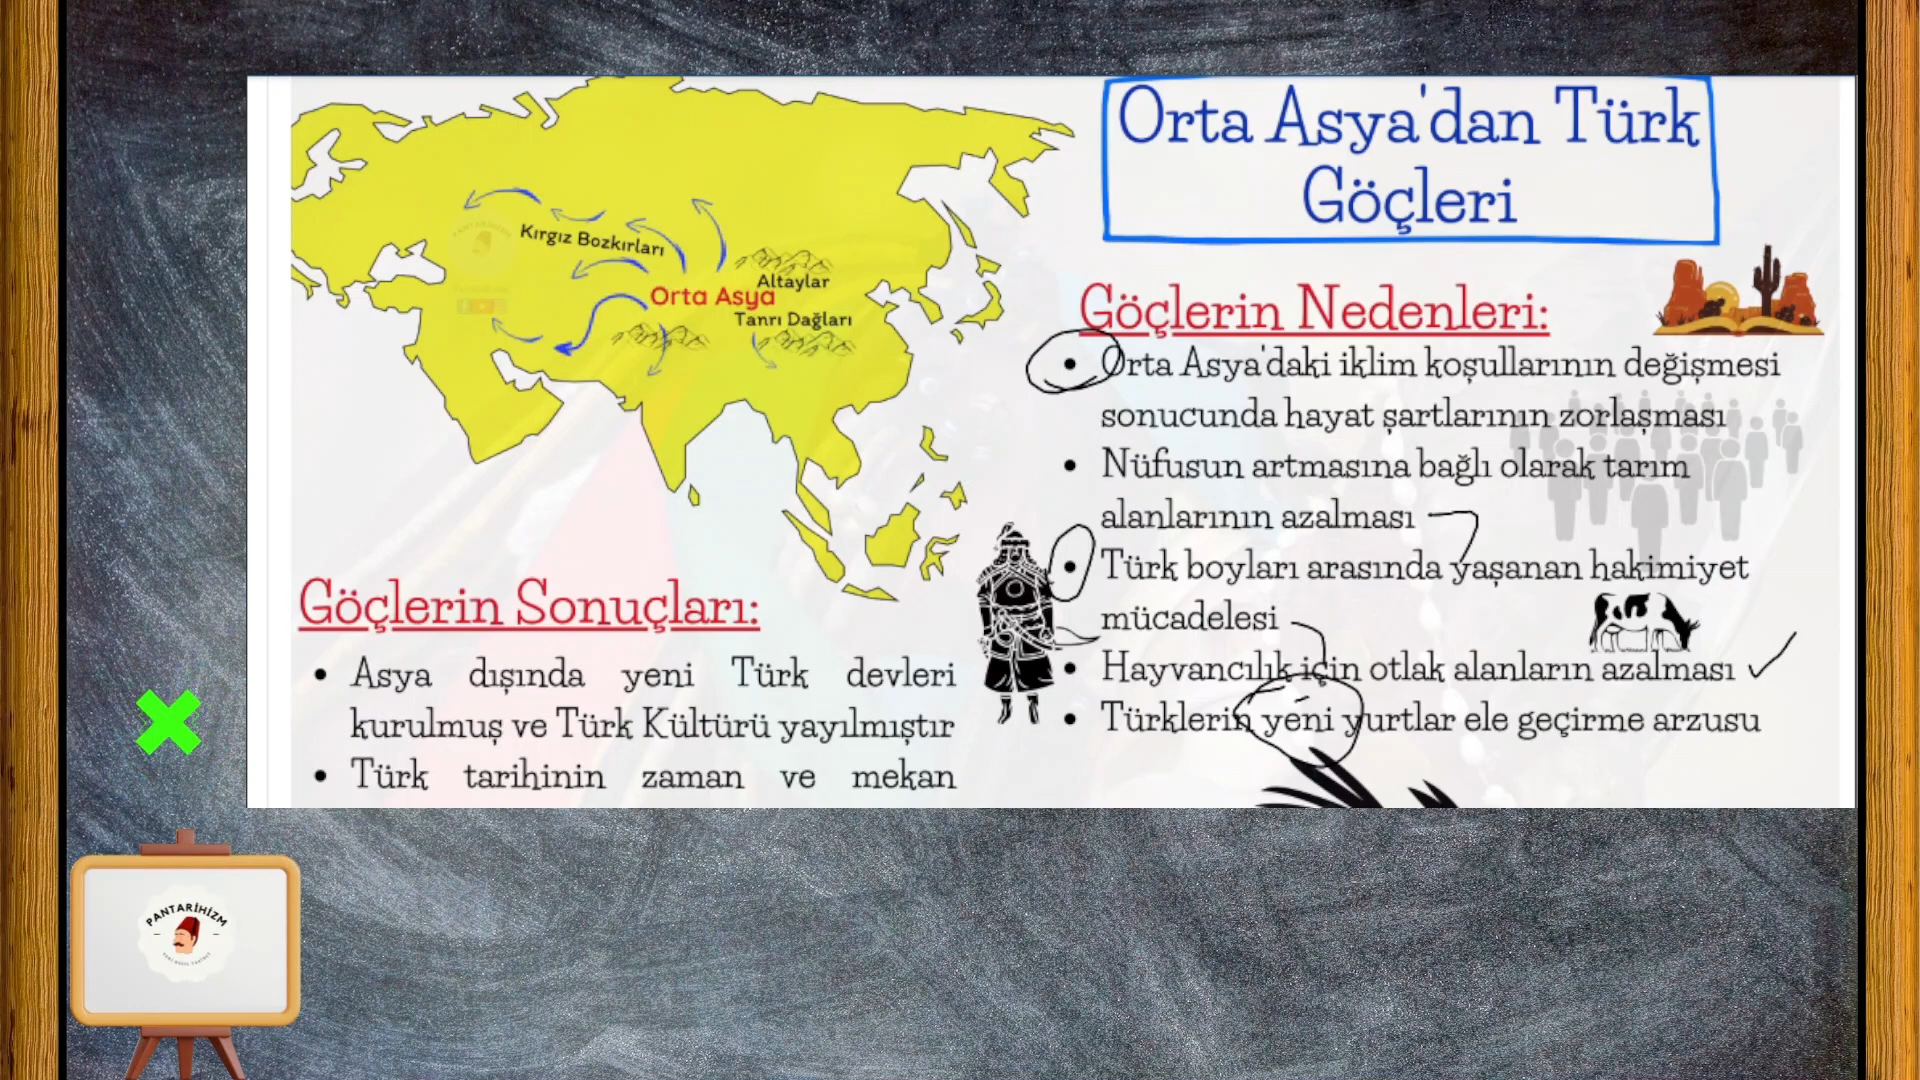 Orta Asya'dan Türk
Göçleri
Kırgız Bozkırları
Altaylar
Orta Asya
Tanrı Dağları
Göçlerin Nedenleri:
• Orta Asya'daki iklim koşullarının değişmesi
sonucunda hayat şartlarının zorlaşması
• Nüfusun artmasına bağlı olarak tarım
alanlarının azalması
• Türk boyları arasında yaşanan hakimiyet
mücadelesi
• Hayvancılık için otlak alanların azalması
• Türklerin yeni yurtlar ele geçirme arzusu
Göçlerin Sonuçları:
• Asya dışında yeni Türk devleri
kurulmuş ve Türk Kültürü yayılmıştır
• Türk tarihinin zaman ve mekan
PANTARİHİZM